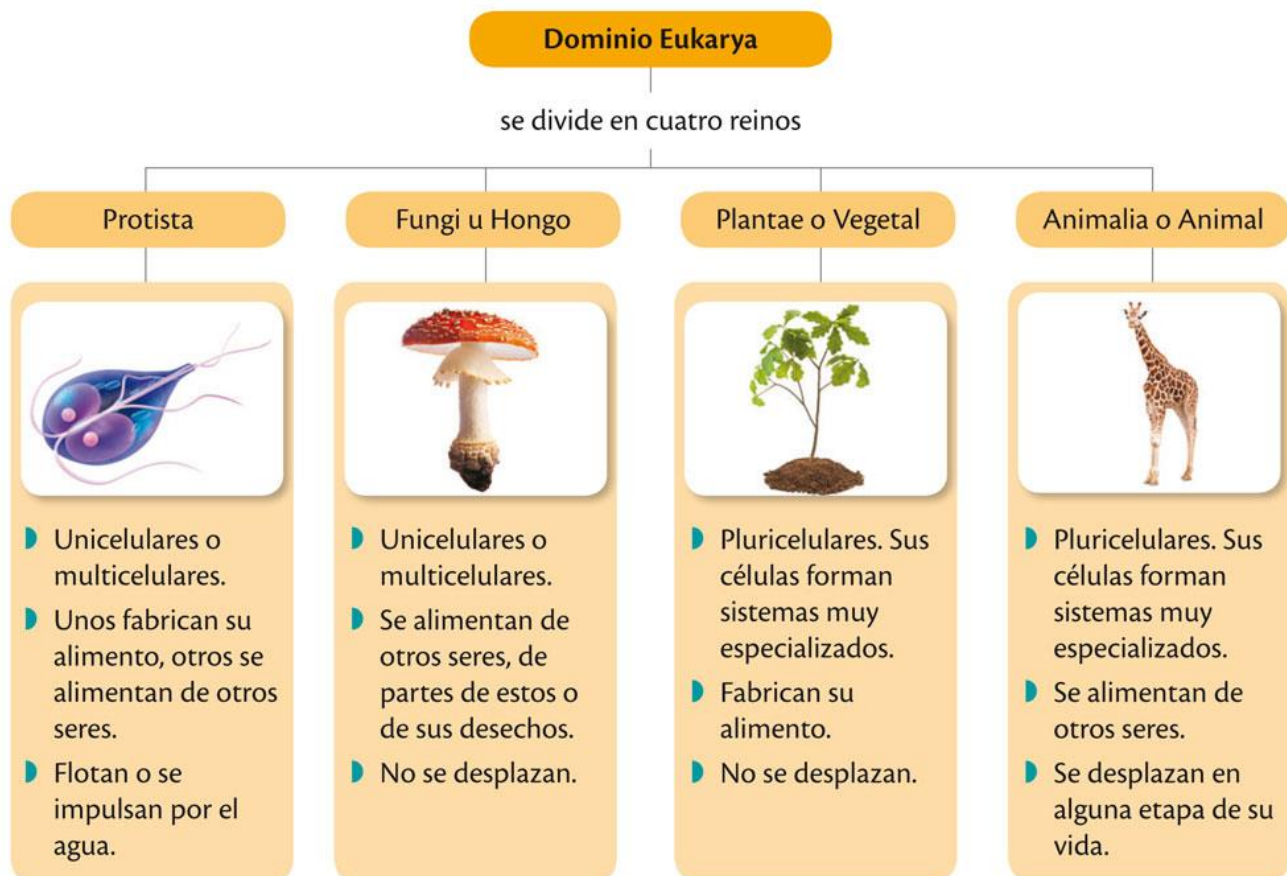 Dominio Eukarya
se divide en cuatro reinos
Protista
Fungi u Hongo
Plantae o Vegetal
Animalia o Animal
Unicelulares o
multicelulares.
Unos fabrican su
alimento, otros se
alimentan de otros
seres.
Flotan o se
impulsan por el
agua.
Unicelulares o
multicelulares.
Se alimentan de
otros seres, de
partes de estos o
de sus desechos.
No se desplazan.
Pluricelulares. Sus
células forman
sistemas muy
especializados.
Fabrican su
alimento.
No se desplazan.
Pluricelulares. Sus
células forman
sistemas muy
especializados.
Se alimentan de
otros seres.
Se desplazan en
alguna etapa de su
vida.